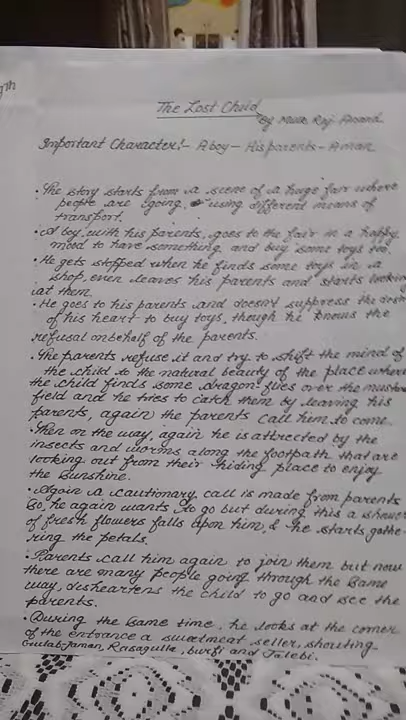 The Lost Child
By Mulk Raj Anand
Important Character:- A boy - His parents - A man
• The story starts from a scene of a huge fair where
people are going, using different means of
transport.
• A boy, with his parents, goes to the fair in a happy
mood to have something and buy some toys too.
• He gets stopped when he finds some toys in a
shop, even leaves his parents and starts looking
at them.
• He goes to his parents and doesn't suppress the
of his heart to buy toys, though he knows the
refusal onbehalf of the parents.
• The parents refuse it and try to shift the mind of
the child to the natural beauty of the place where
the child finds some dragon flies over the
field and he tries to catch them by leaving his
parents, again the parents call him to come.
• Then on the way, again he is attrected by the
insects and worms along the footpath that are
looking out from their hiding place to enjoy
the Sunshine.
• Again a cautionary call is made from parents
So, he again wants to go but during this a shower
of fresh flowers falls upon him, & he starts gathe-
ring the petals.
• Parents call him again to join them but now
there are many people going through the same
way, disheartens the child to go and see the
parents.
• During the same time, he looks at the corner
of the entrance a sweetmeat seller, shouting
Gulab-Jaman, Rasagulla, burfi and Jalebi.